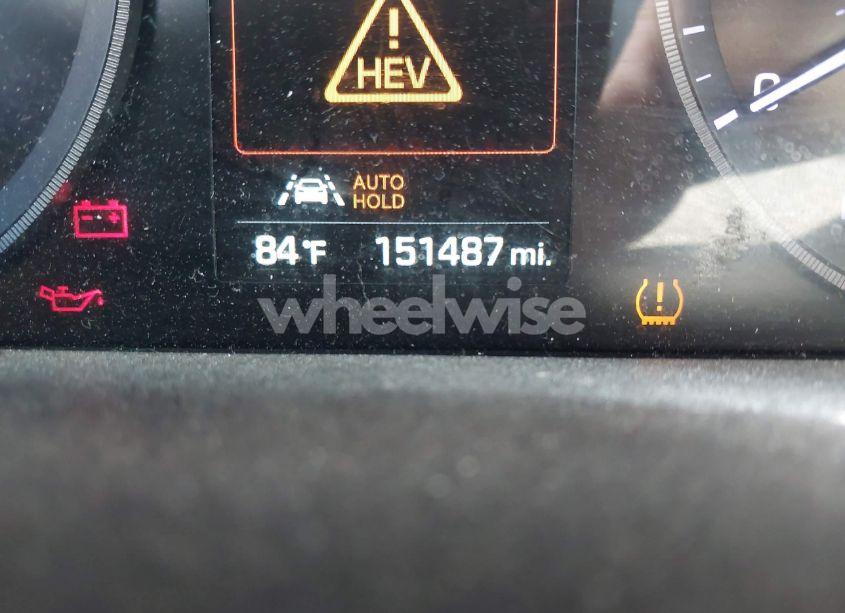 HEV
AUTO
HOLD
84°F 151487 mi.
wheelwise